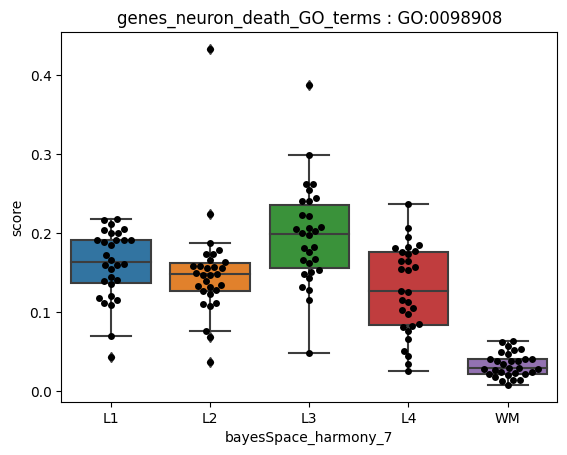 genes_neuron_death_GO_terms : GO:0098908
score
0.4
0.3
0.2
0.1
0.0
L1 L2 L3 L4 WM
bayesSpace_harmony_7